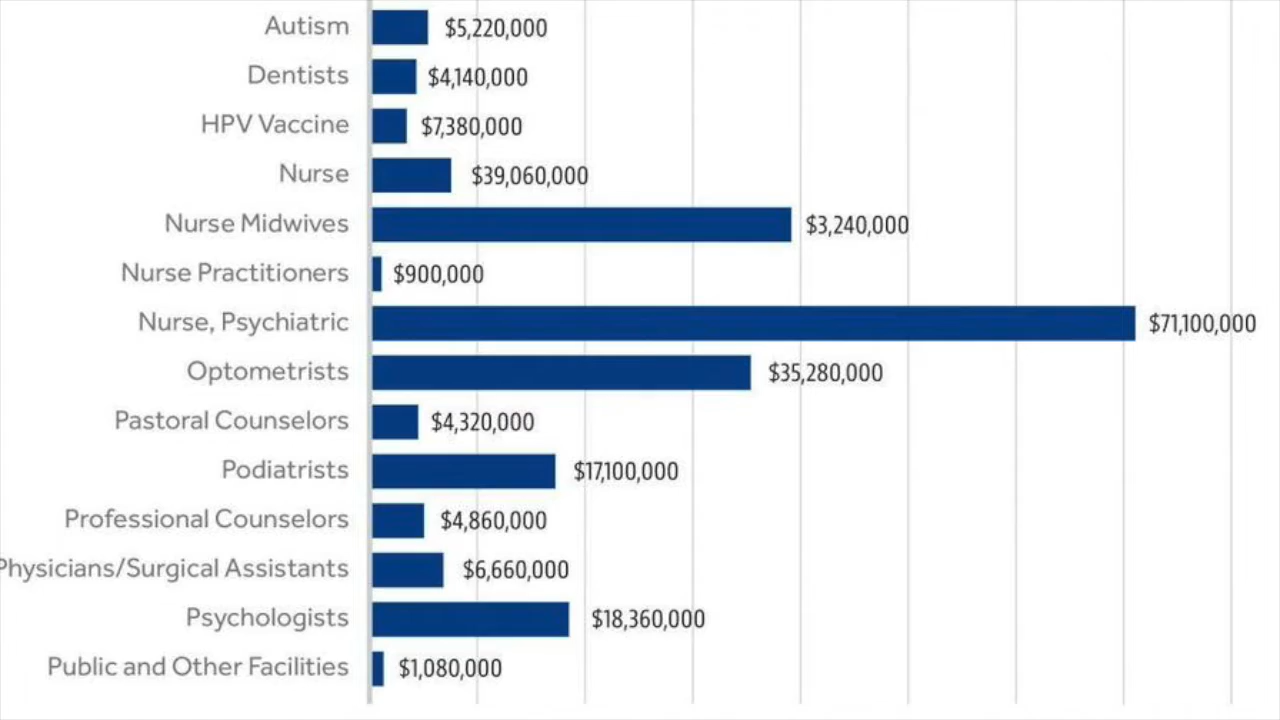 Autism $5,220,000
Dentists $4,140,000
HPV Vaccine $7,380,000
Nurse $39,060,000
Nurse Midwives $3,240,000
Nurse Practitioners $900,000
Nurse, Psychiatric $71,100,000
Optometrists $35,280,000
Pastoral Counselors $4,320,000
Podiatrists $17,100,000
Professional Counselors $4,860,000
Physicians/Surgical Assistants $6,660,000
Psychologists $18,360,000
Public and Other Facilities $1,080,000